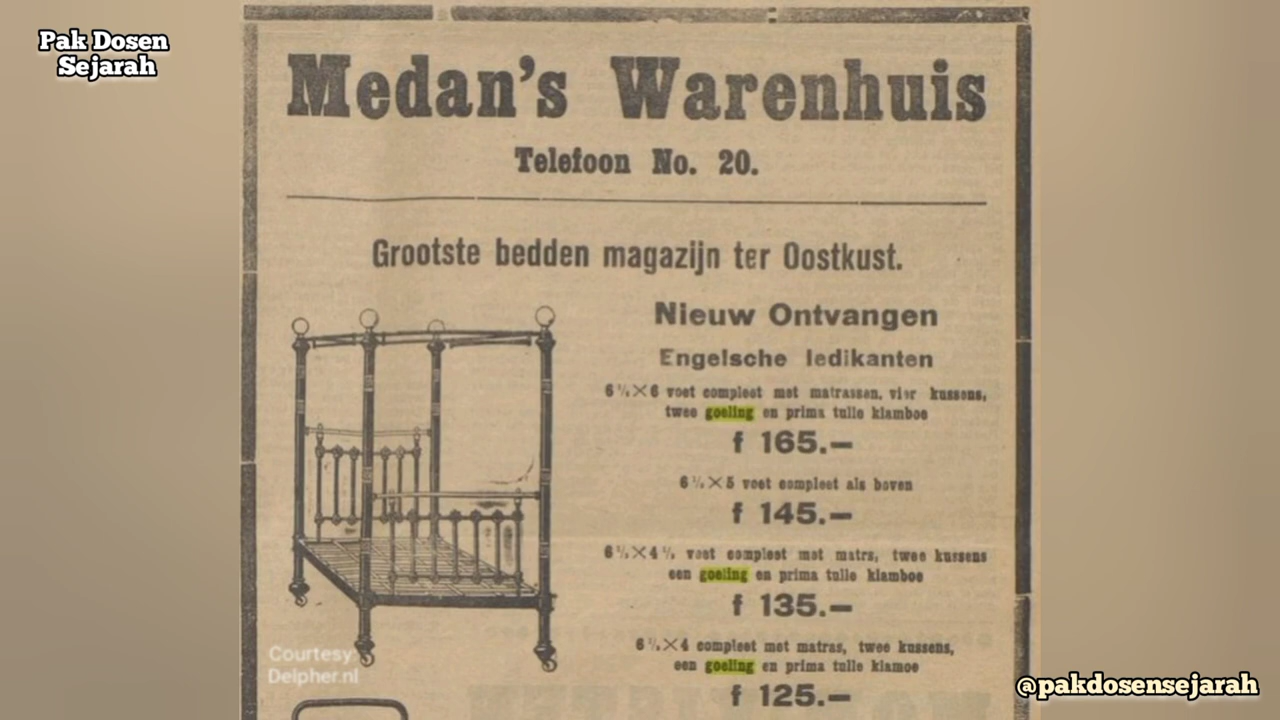 Pak Dosen
Sejarah
Medan's Warenhuis
Telefoon No. 20.
Grootste bedden magazijn ter Oostkust.
Nieuw Ontvangen
Engelsche ledikanten
6½×6 voet compleet met matrassen, vier kussens,
twee goeling en prima tulle klamboe
f 165.—
6½×5 voet compleet als boven
f 145.—
6½×4½ voet compleet met matrs, twee kussens
een goeling en prima tulle klamboe
f 135.—
6½×4 compleet met matras, twee kussens,
een goeling en prima tulle klamoe
f 125.—
Courtesy:
Delpher.nl
@pakdosensejarah